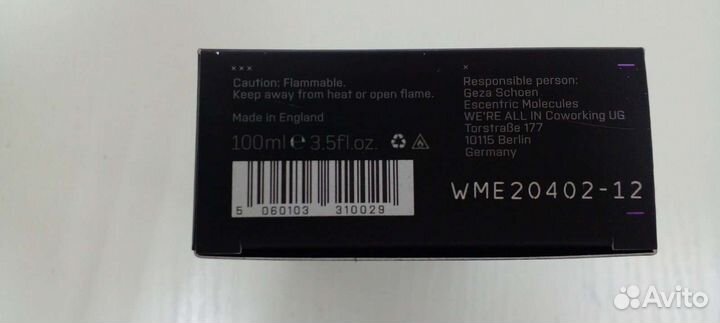 xxx
Caution: Flammable.
Keep away from heat or open flame.
Made in England
100ml ℮ 3.5fl.oz.
5 060103 310029
x
Responsible person:
Geza Schoen
Escentric Molecules
WE'RE ALL IN Coworking UG
Torstraße 177
10115 Berlin
Germany
WME20402-12
Avito